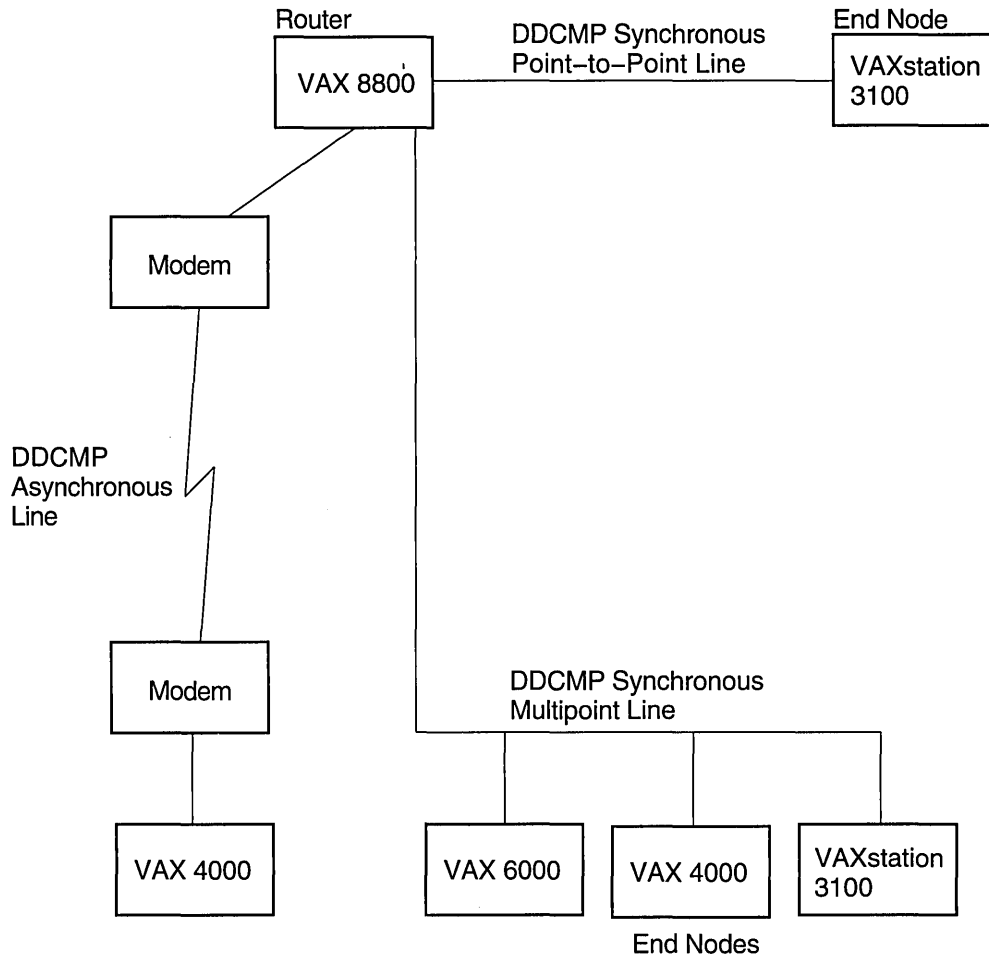 Router
DDCMP Synchronous
Point–to–Point Line
End Node
VAX 8800
VAXstation
3100
Modem
DDCMP
Asynchronous
Line
Modem
DDCMP Synchronous
Multipoint Line
VAX 4000
VAX 6000
VAX 4000
VAXstation
3100
End Nodes